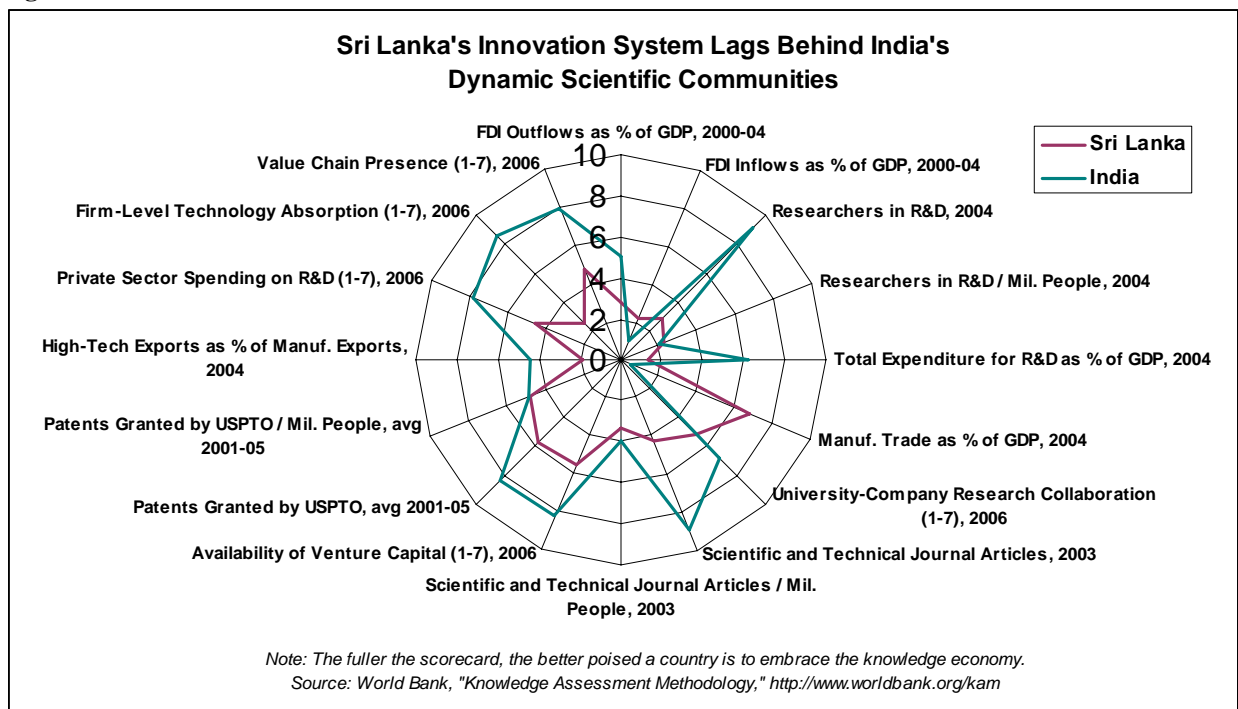 Sri Lanka's Innovation System Lags Behind India's
Dynamic Scientific Communities
FDI Outflows as % of GDP, 2000-04
Value Chain Presence (1-7), 2006
FDI Inflows as % of GDP, 2000-04
Firm-Level Technology Absorption (1-7), 2006
Researchers in R&D, 2004
Private Sector Spending on R&D (1-7), 2006
Researchers in R&D / Mil. People, 2004
High-Tech Exports as % of Manuf. Exports,
2004
Total Expenditure for R&D as % of GDP, 2004
Patents Granted by USPTO / Mil. People, avg
2001-05
Manuf. Trade as % of GDP, 2004
Patents Granted by USPTO, avg 2001-05
University-Company Research Collaboration
(1-7), 2006
Availability of Venture Capital (1-7), 2006
Scientific and Technical Journal Articles, 2003
Scientific and Technical Journal Articles / Mil.
People, 2003
10
8
6
4
2
0
Sri Lanka
India
Note: The fuller the scorecard, the better poised a country is to embrace the knowledge economy.
Source: World Bank, "Knowledge Assessment Methodology," http://www.worldbank.org/kam